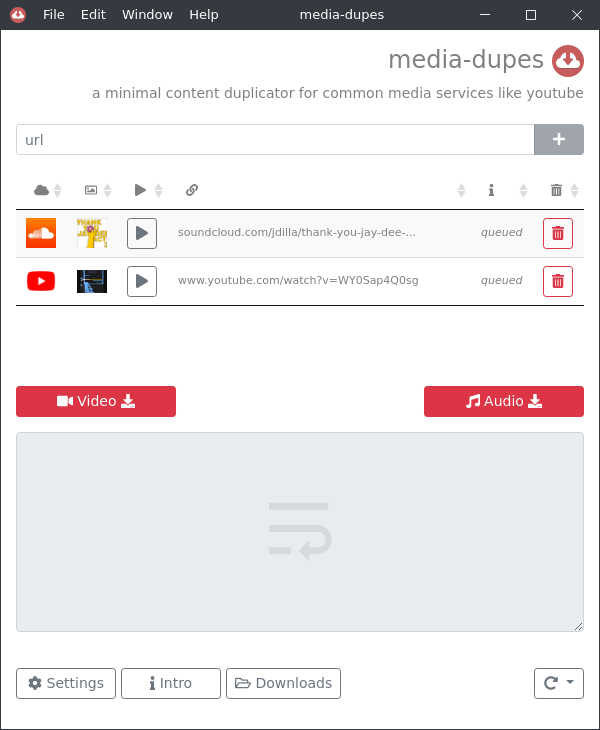 File Edit Window Help media-dupes
media-dupes
a minimal content duplicator for common media services like youtube
url
soundcloud.com/jdilla/thank-you-jay-dee-... queued
www.youtube.com/watch?v=WY0Sap4Q0sg queued
Video
Audio
Settings
Intro
Downloads